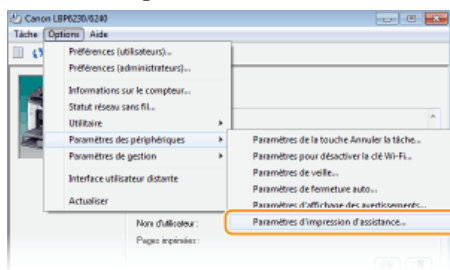 Canon LBP6230/6240
Tâche Options Aide
Préférences (utilisateurs)...
Préférences (administrateurs)...
Informations sur le compteur...
Statut réseau sans fil...
Utilitaire
Paramètres des périphériques
Paramètres de gestion
Interface utilisateur distante
Actualiser
Paramètres de la touche Annuler la tâche...
Paramètres pour désactiver la clé Wi-Fi...
Paramètres de veille...
Paramètres de fermeture auto...
Paramètres d'affichage des avertissements...
Paramètres d'impression d'assistance...
Nom d'utilisateur :
Pages imprimées :